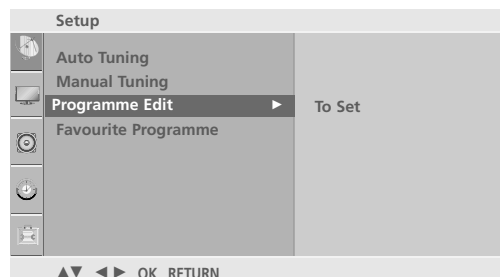 Setup
Auto Tuning
Manual Tuning
Programme Edit ► To Set
Favourite Programme
▲▼ ◄► OK RETURN